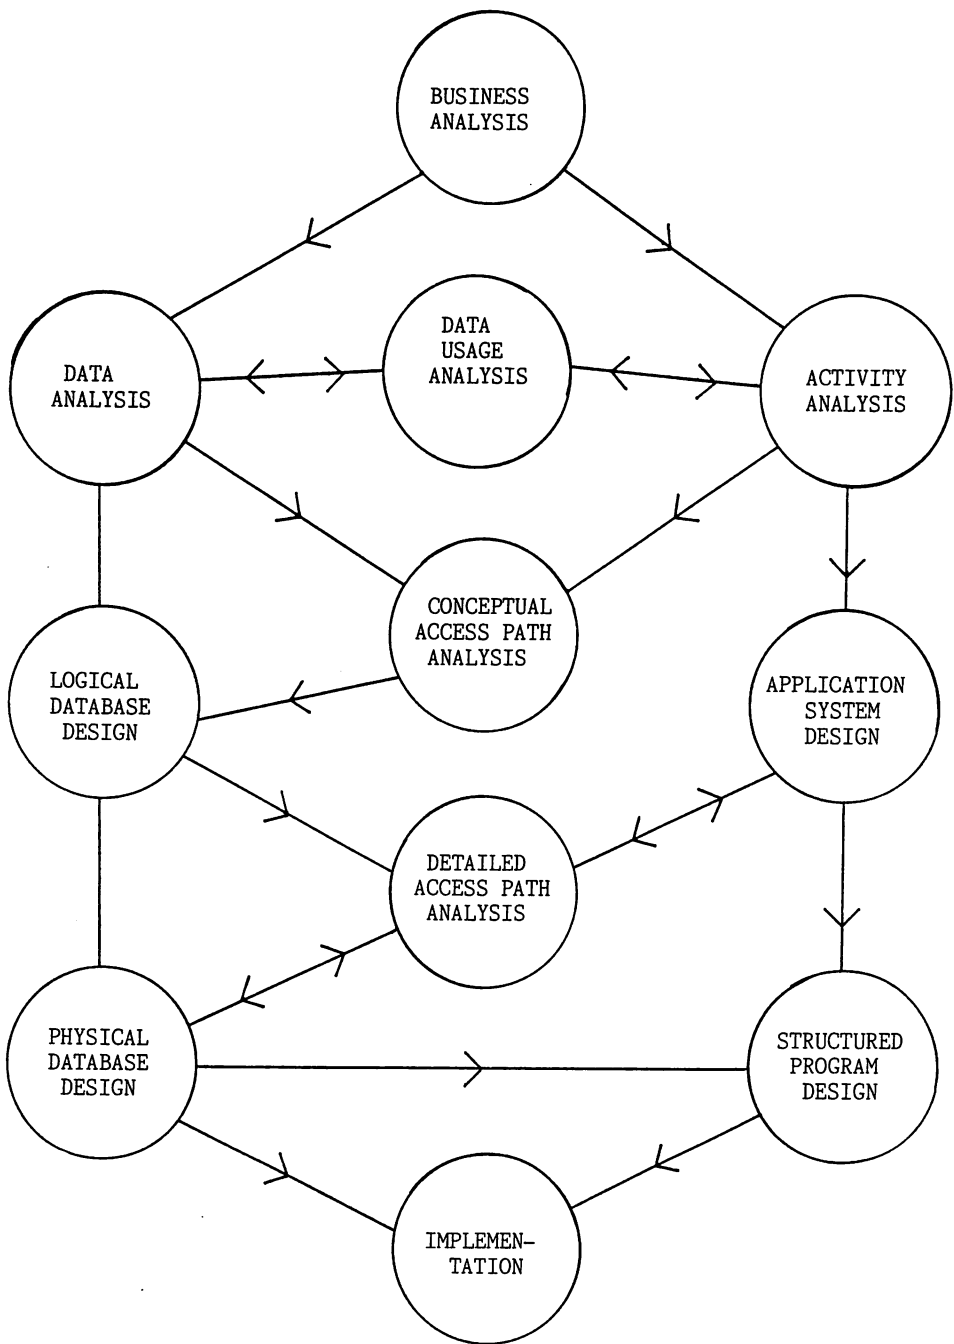 BUSINESS
ANALYSIS
DATA
USAGE
ANALYSIS
DATA
ANALYSIS
ACTIVITY
ANALYSIS
CONCEPTUAL
ACCESS PATH
ANALYSIS
LOGICAL
DATABASE
DESIGN
APPLICATION
SYSTEM
DESIGN
DETAILED
ACCESS PATH
ANALYSIS
PHYSICAL
DATABASE
DESIGN
STRUCTURED
PROGRAM
DESIGN
IMPLEMEN-
TATION